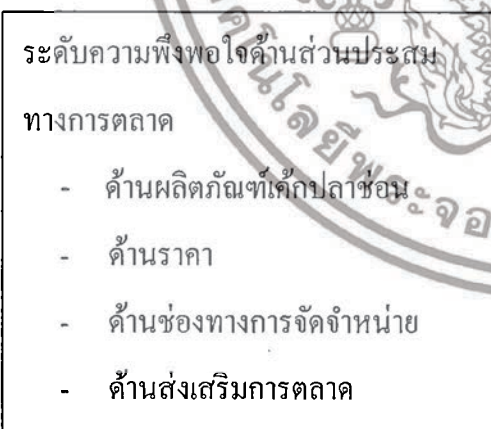 ระดับความพึงพอใจด้านส่วนประสม
ทางการตลาด
- ด้านผลิตภัณฑ์เค้กปลาช่อน
- ด้านราคา
- ด้านช่องทางการจัดจำหน่าย
- ด้านส่งเสริมการตลาด